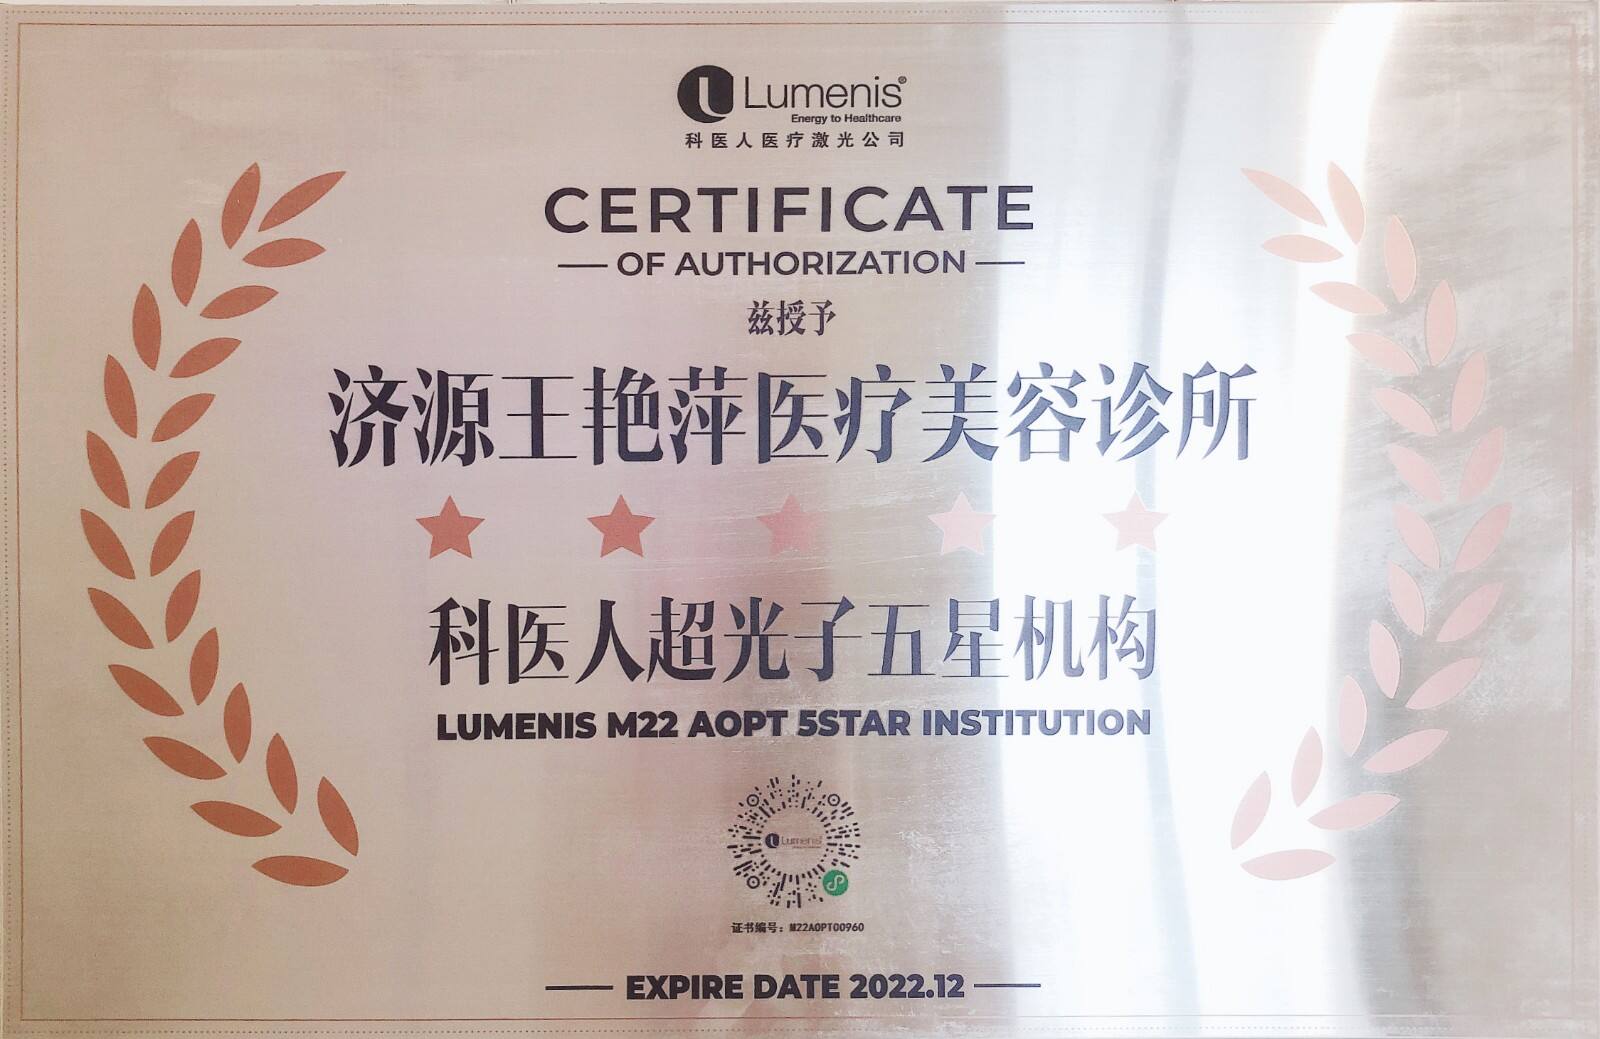 Lumenis®
Energy to Healthcare
科医人医疗激光公司
CERTIFICATE
OF AUTHORIZATION
兹授予
济源王艳萍医疗美容诊所
科医人超光子五星机构
LUMENIS M22 AOPT 5STAR INSTITUTION
Lumenis
证书编号：M22AOPT00960
EXPIRE DATE 2022.12